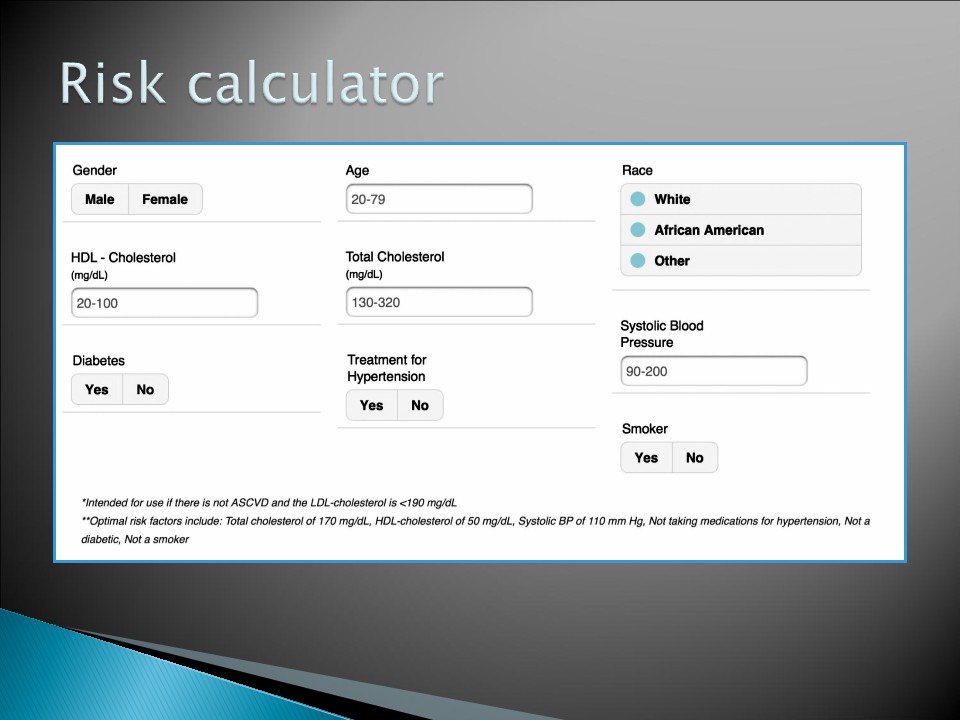 Risk calculator
Gender
Male Female
Age
20-79
Race
White
African American
Other
HDL - Cholesterol
(mg/dL)
20-100
Total Cholesterol
(mg/dL)
130-320
Systolic Blood
Pressure
90-200
Diabetes
Yes No
Treatment for
Hypertension
Yes No
Smoker
Yes No
*Intended for use if there is not ASCVD and the LDL-cholesterol is <190 mg/dL
**Optimal risk factors include: Total cholesterol of 170 mg/dL, HDL-cholesterol of 50 mg/dL, Systolic BP of 110 mm Hg, Not taking medications for hypertension, Not a
diabetic, Not a smoker